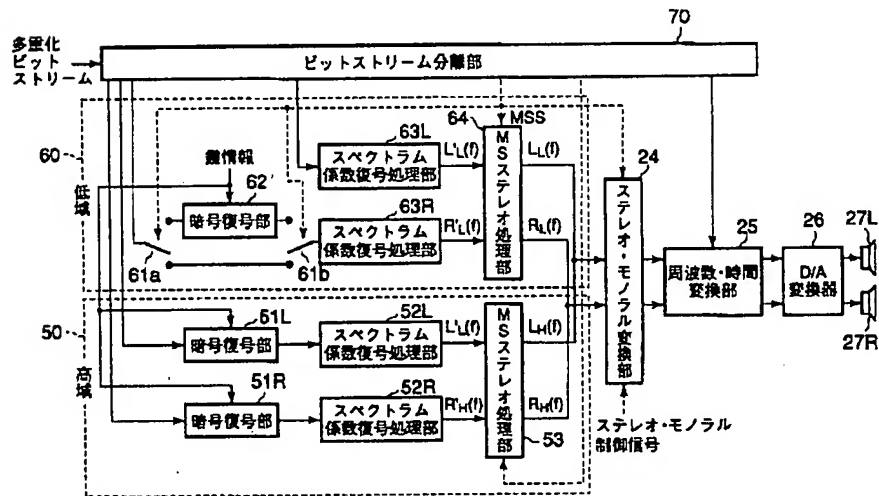 70
多重化
ビット
ストリーム
ビットストリーム分離部
60
低域
鍵情報
62
暗号復号部
61a
61b
63L
スペクトラム
係数復号処理部
63R
スペクトラム
係数復号処理部
L'L(f)
R'L(f)
64
MSS
MSステレオ処理部
LL(f)
RL(f)
24
ステレオ・モノラル変換部
25
周波数・時間
変換部
26
D/A
変換器
27L
27R
50
高域
51L
暗号復号部
51R
暗号復号部
52L
スペクトラム
係数復号処理部
52R
スペクトラム
係数復号処理部
L'L(f)
R'H(f)
MSステレオ処理部
53
LH(f)
RH(f)
ステレオ・モノラル
制御信号